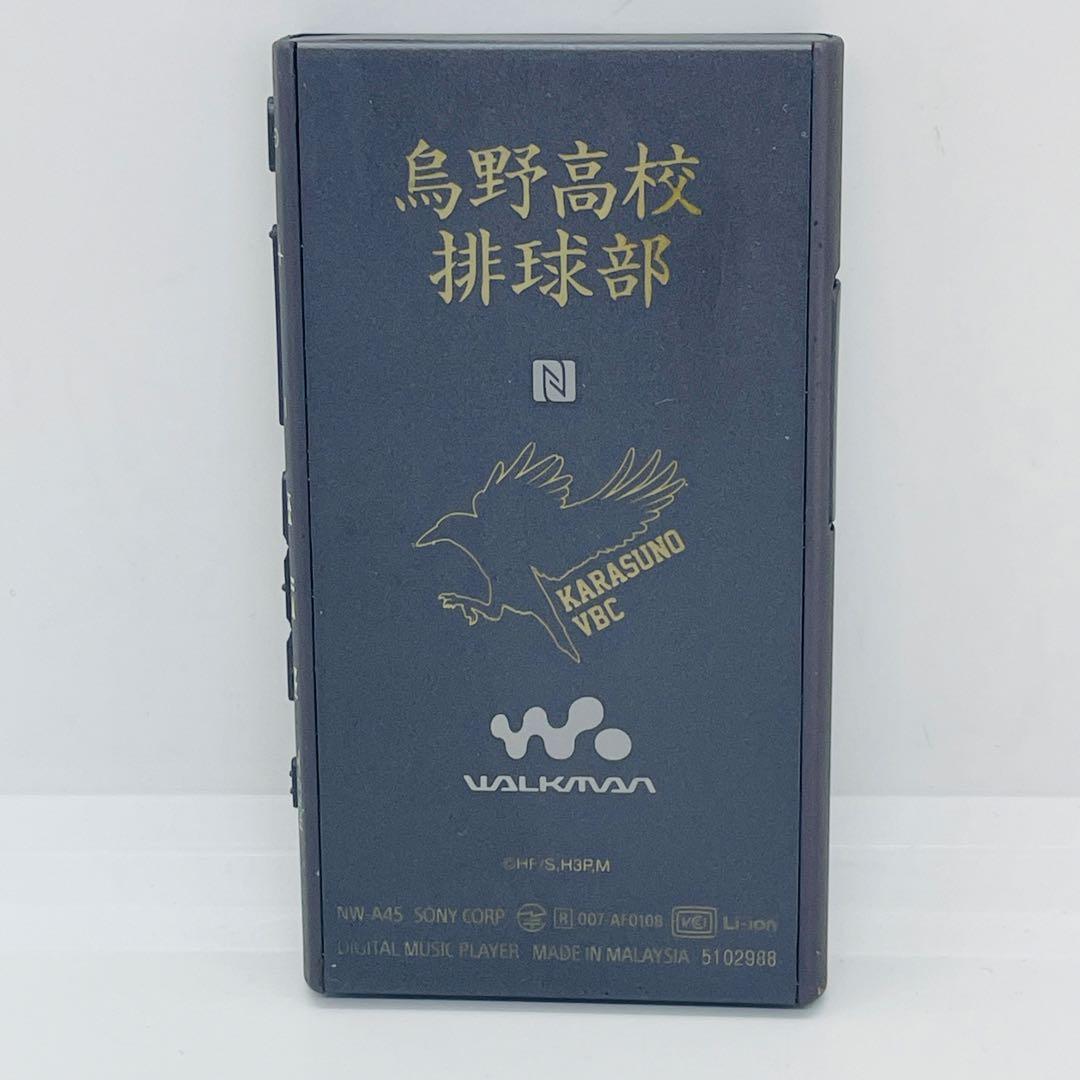 烏野高校
排球部
N
KARASUNO
VBC
W.
WALKMAN
©HF/S,H3P,M
NW-A45 SONY CORP R 007-AF0108 VCI Li-ion
DIGITAL MUSIC PLAYER MADE IN MALAYSIA 5102988